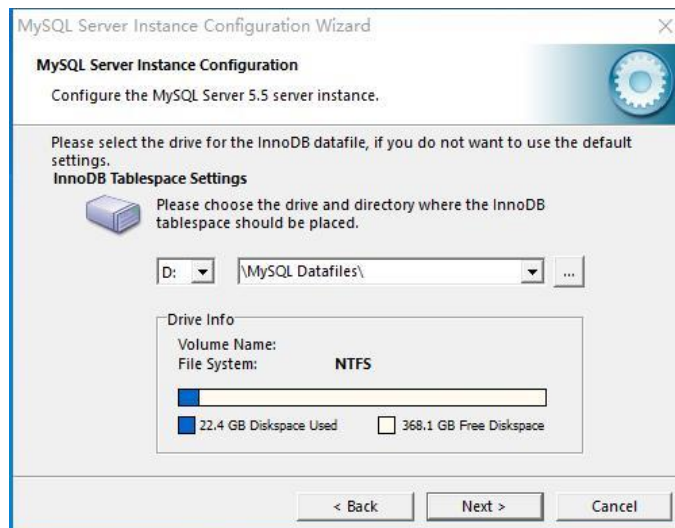 MySQL Server Instance Configuration Wizard
MySQL Server Instance Configuration
Configure the MySQL Server 5.5 server instance.
Please select the drive for the InnoDB datafile, if you do not want to use the default
settings.
InnoDB Tablespace Settings
Please choose the drive and directory where the InnoDB
tablespace should be placed.
D: \MySQL Datafiles\ ...
Drive Info
Volume Name:
File System: NTFS
22.4 GB Diskspace Used 368.1 GB Free Diskspace
< Back Next > Cancel